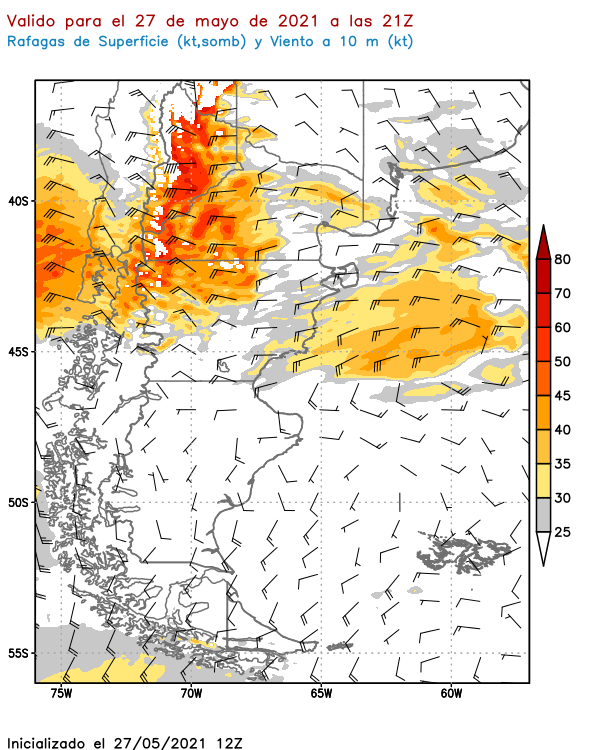 Valido para el 27 de mayo de 2021 a las 21Z
Rafagas de Superficie (kt,somb) y Viento a 10 m (kt)
40S
45S
50S
55S
75W 70W 65W 60W
80
70
60
50
45
40
35
30
25
Inicializado el 27/05/2021 12Z